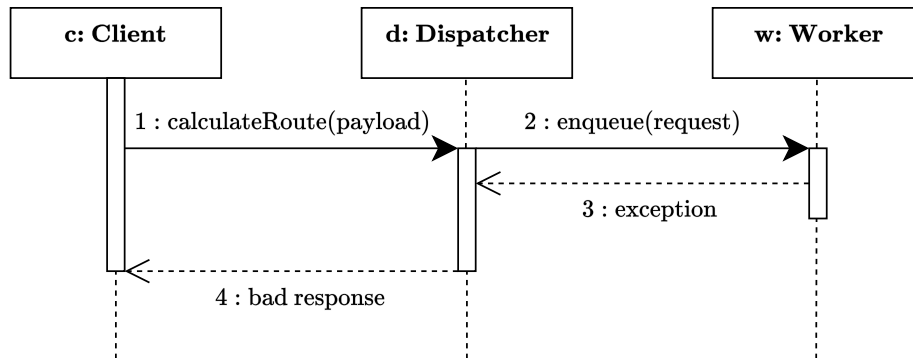 c: Client
d: Dispatcher
w: Worker
1 : calculateRoute(payload)
2 : enqueue(request)
3 : exception
4 : bad response